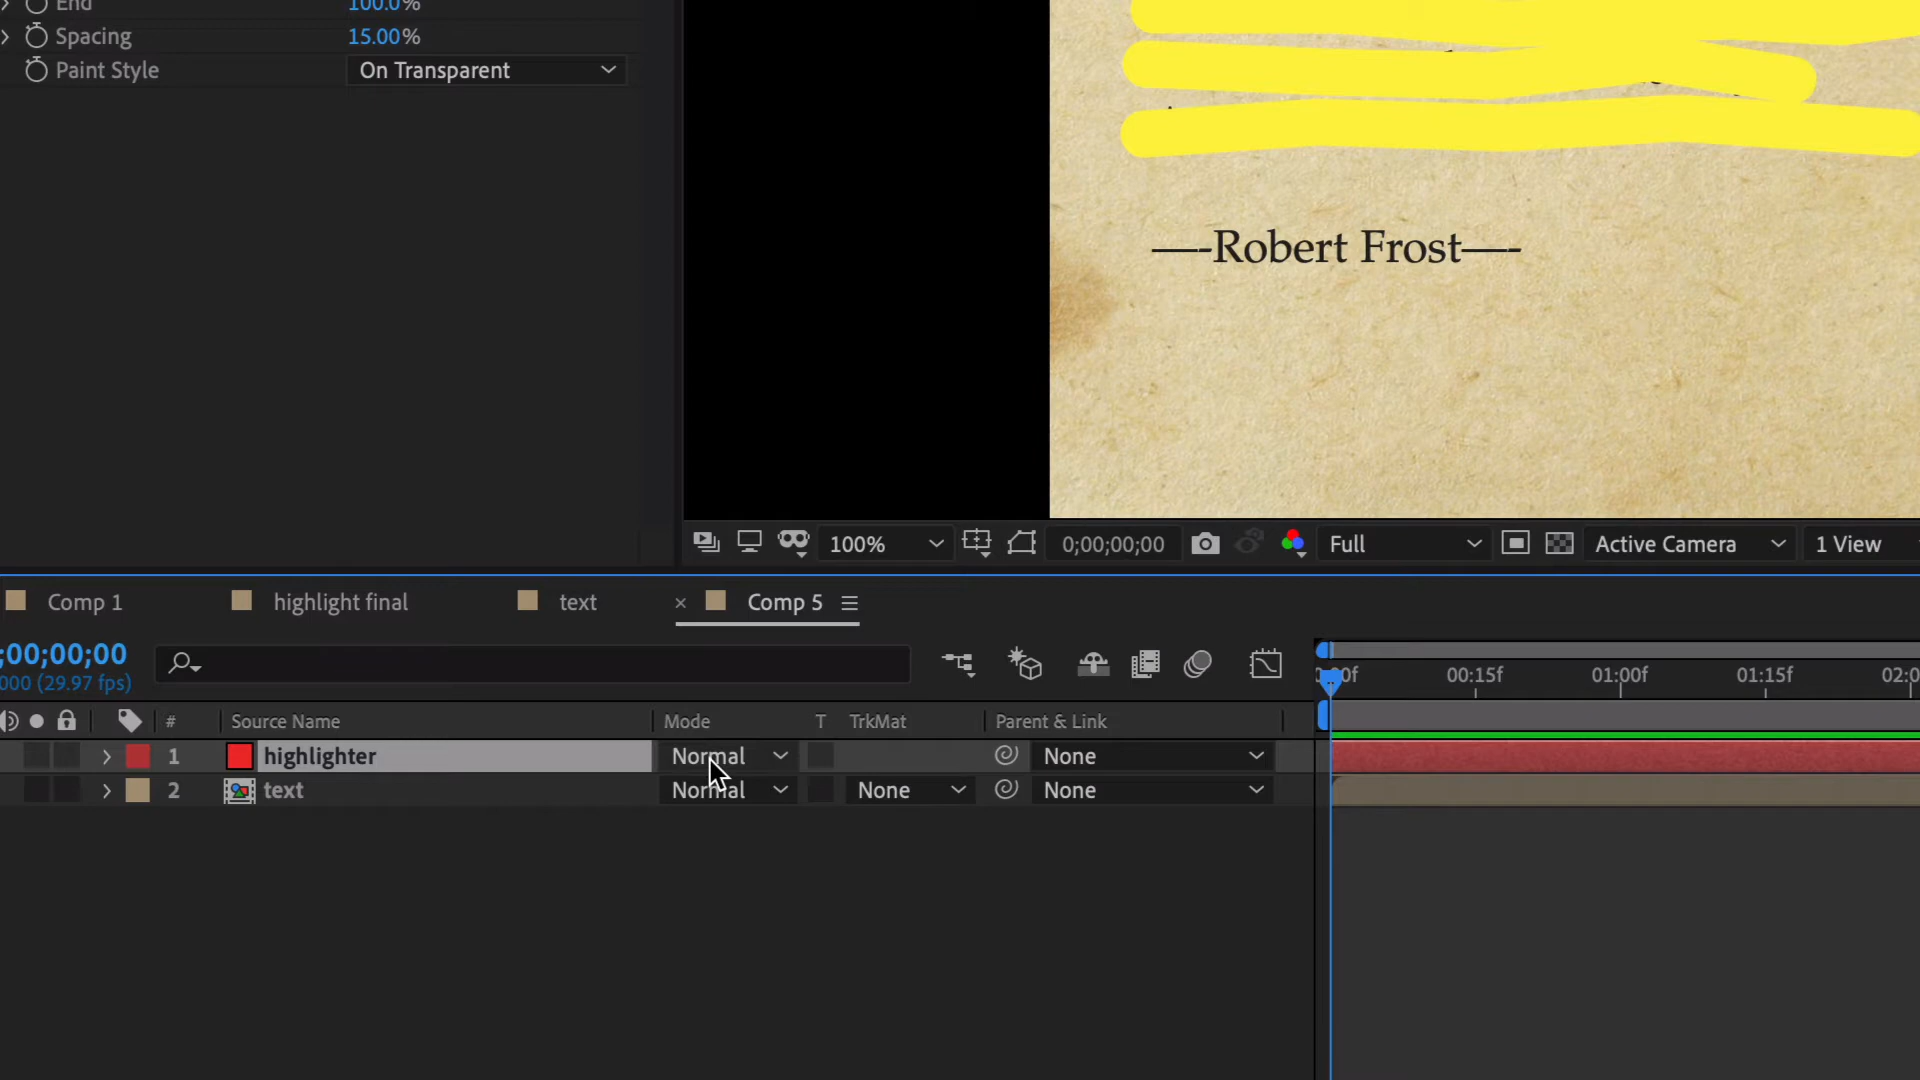 End 100.0%
Spacing 15.00%
Paint Style On Transparent
—-Robert Frost—-
100% 0;00;00;00 Full Active Camera 1 View
Comp 1 highlight final text × Comp 5
;00;00;00
000 (29.97 fps)
00f 00:15f 01:00f 01:15f 02:0
# Source Name Mode T TrkMat Parent & Link
1 highlighter Normal None
2 text Normal None None